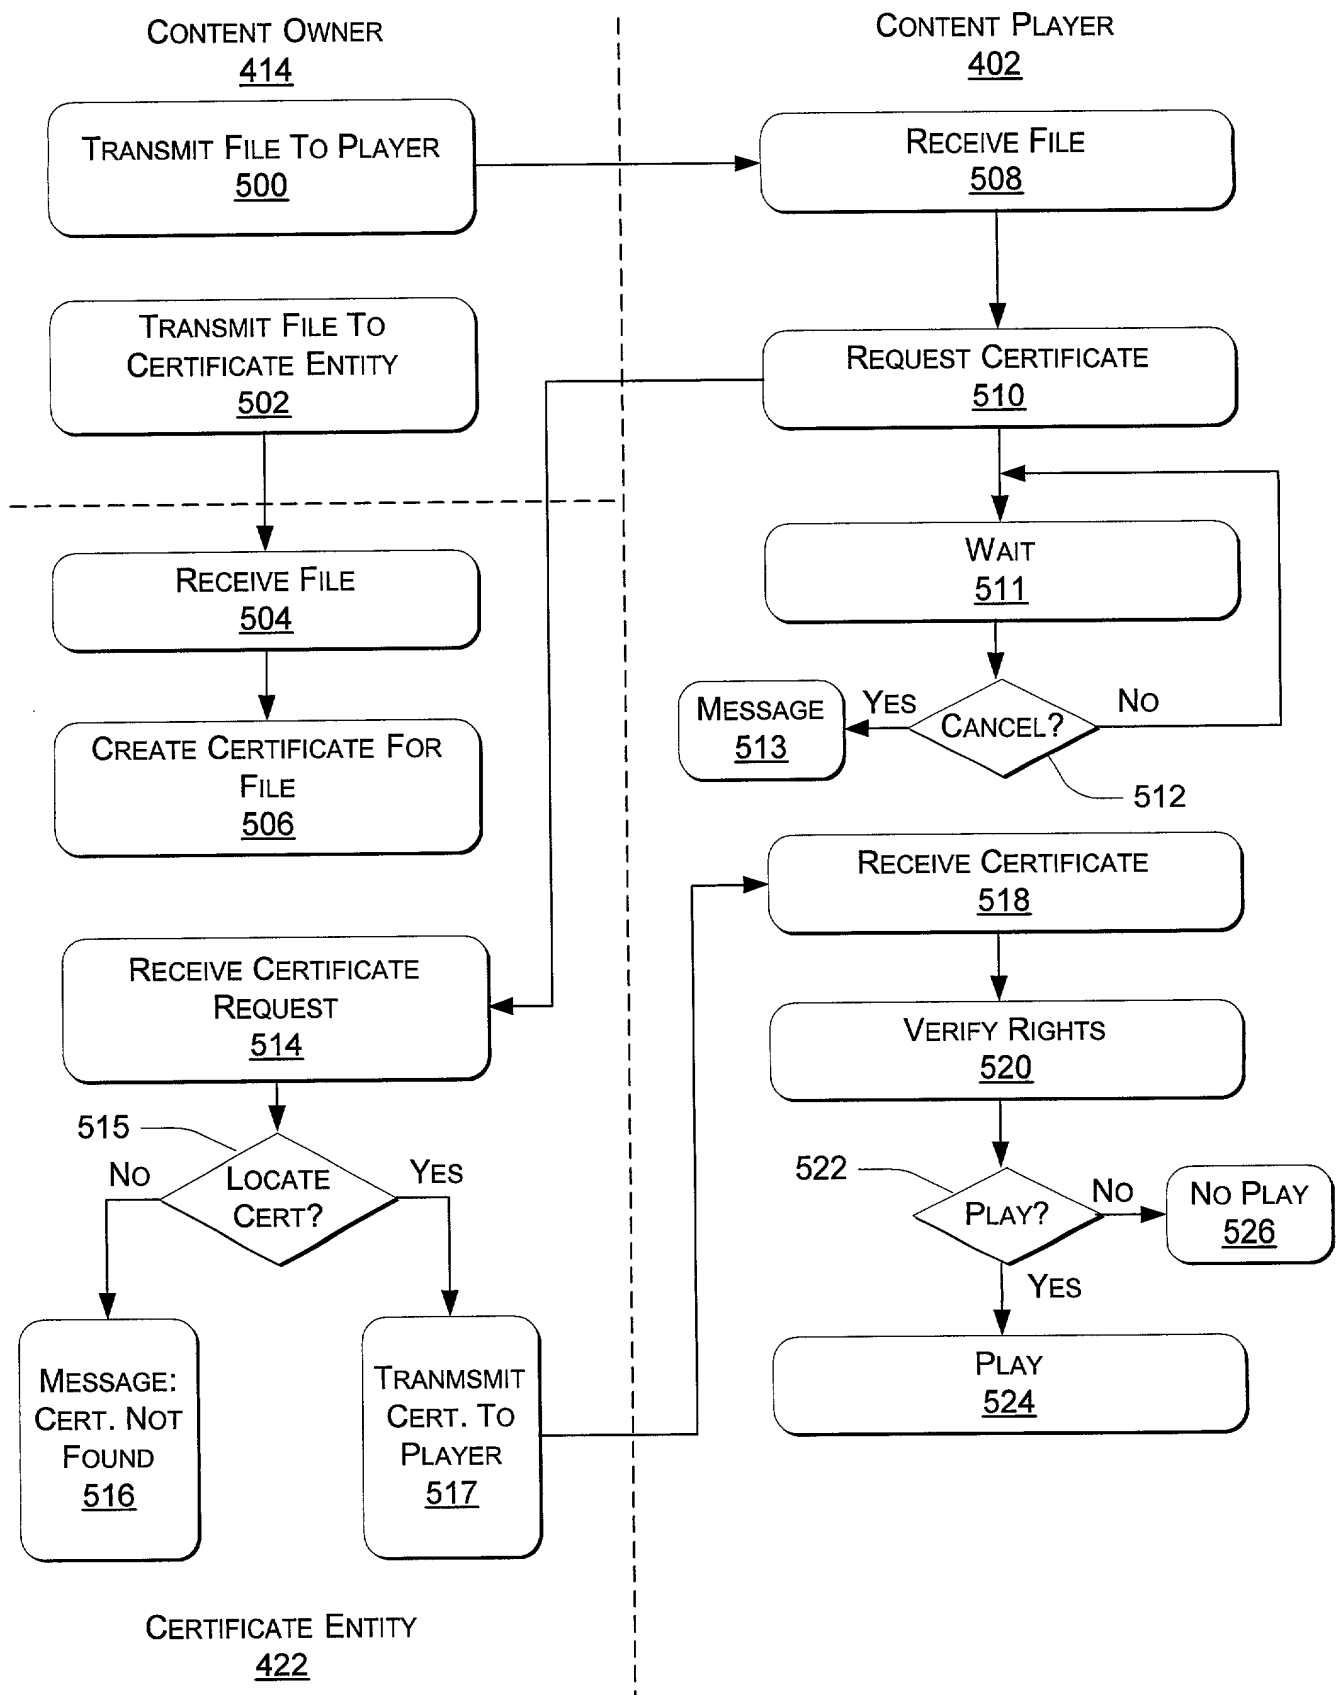 CONTENT OWNER
414
TRANSMIT FILE TO PLAYER
500
TRANSMIT FILE TO
CERTIFICATE ENTITY
502
RECEIVE FILE
504
CREATE CERTIFICATE FOR
FILE
506
RECEIVE CERTIFICATE
REQUEST
514
515
NO
LOCATE
CERT?
YES
MESSAGE:
CERT. NOT
FOUND
516
TRANMSMIT
CERT. TO
PLAYER
517
CERTIFICATE ENTITY
422
CONTENT PLAYER
402
RECEIVE FILE
508
REQUEST CERTIFICATE
510
WAIT
511
MESSAGE
513
YES
CANCEL?
NO
512
RECEIVE CERTIFICATE
518
VERIFY RIGHTS
520
522
PLAY?
NO
NO PLAY
526
YES
PLAY
524